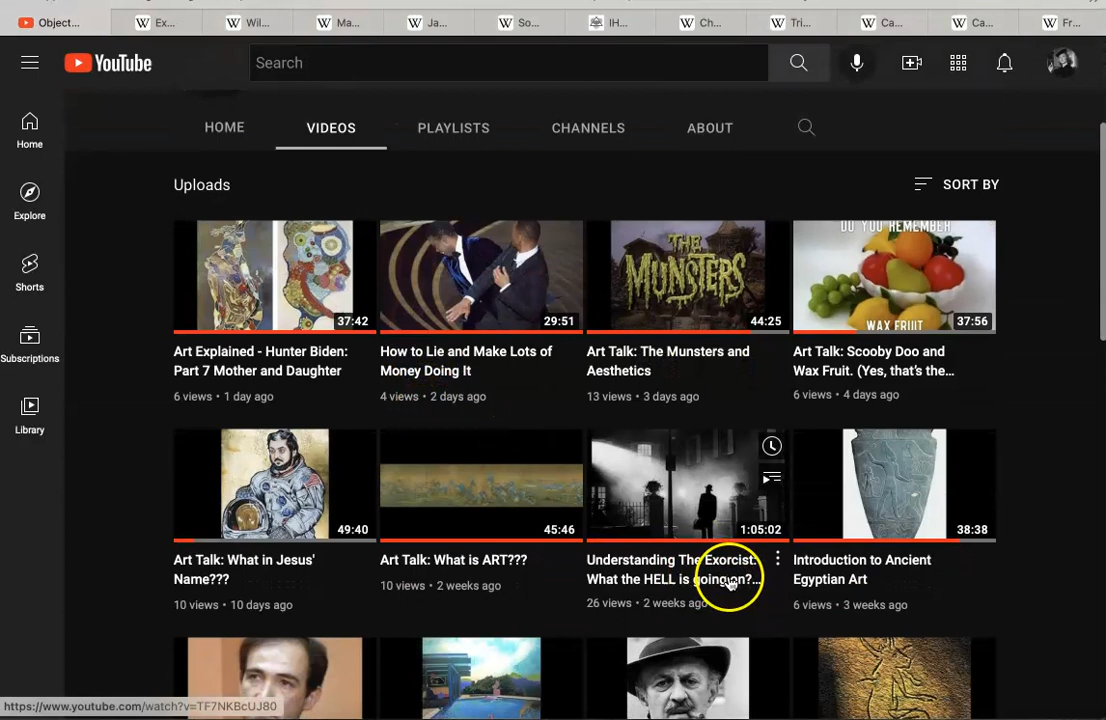 Object...
Ex...
Wil...
Ma...
Ja...
So...
IH...
Ch...
Tri...
Ca...
Ca...
Fr...
YouTube
Search
HOME
VIDEOS
PLAYLISTS
CHANNELS
ABOUT
Home
Explore
Shorts
Subscriptions
Library
Uploads
SORT BY
37:42
Art Explained - Hunter Biden:
Part 7 Mother and Daughter
6 views • 1 day ago
29:51
How to Lie and Make Lots of
Money Doing It
4 views • 2 days ago
THE
MUNSTERS
44:25
Art Talk: The Munsters and
Aesthetics
13 views • 3 days ago
DO YOU REMEMBER
WAX FRUIT
37:56
Art Talk: Scooby Doo and
Wax Fruit. (Yes, that's the...
6 views • 4 days ago
49:40
Art Talk: What in Jesus'
Name???
10 views • 10 days ago
45:46
Art Talk: What is ART???
10 views • 2 weeks ago
1:05:02
Understanding The Exorcist:
What the HELL is going on?...
26 views • 2 weeks ago
38:38
Introduction to Ancient
Egyptian Art
6 views • 3 weeks ago
https://www.youtube.com/watch?v=TF7NKBcUJ80